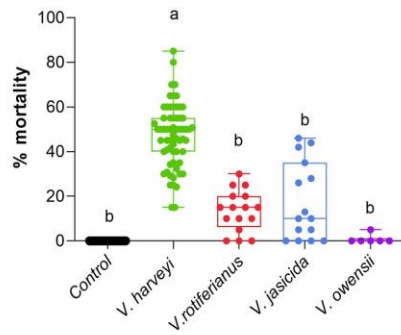 a
100
80
60
40
20
0
% mortality
b
b
b
b
Control
V. harveyi
V.rotiferianus
V. jasicida
V. owensii